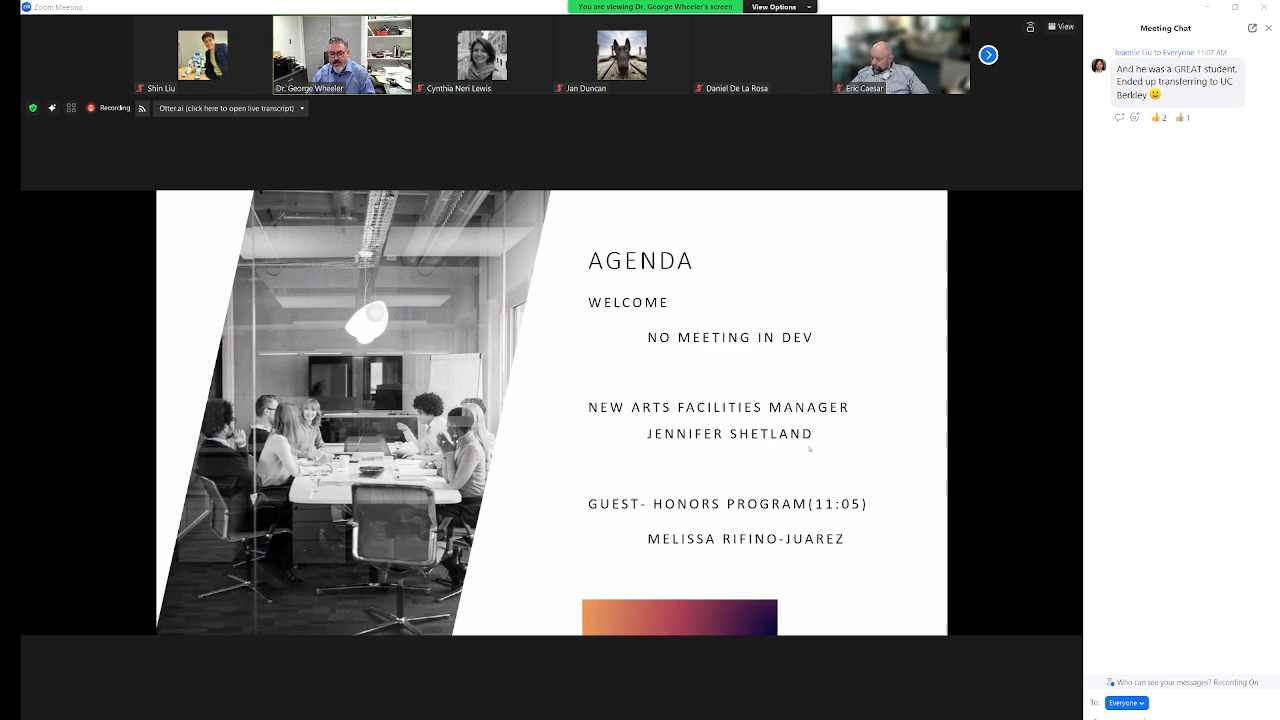 Zoom Meeting
You are viewing Dr. George Wheeler's screen
View Options
View
Shin Liu
Dr. George Wheeler
Cynthia Neri Lewis
Jan Duncan
Daniel De La Rosa
Eric Caesar
Recording
Otter.ai (click here to open live transcript)
AGENDA
WELCOME
NO MEETING IN DEV
NEW ARTS FACILITIES MANAGER
JENNIFER SHETLAND
GUEST- HONORS PROGRAM(11:05)
MELISSA RIFINO-JUAREZ
Meeting Chat
Jeannie Liu to Everyone 11:07 AM
And he was a GREAT student.
Ended up transferring to UC
Berkley 🙂
👍 2 👍 1
Who can see your messages? Recording On
To: Everyone